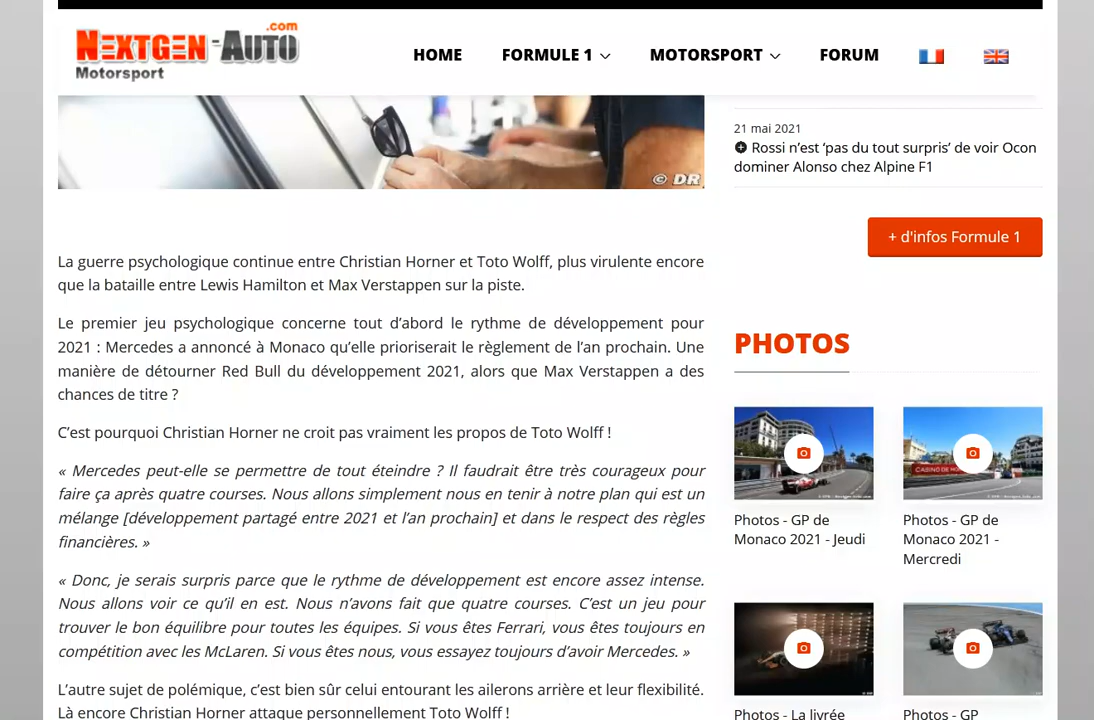 NEXTGEN-AUTO
.com
Motorsport
HOME
FORMULE 1
MOTORSPORT
FORUM
© DR
21 mai 2021
Rossi n’est ‘pas du tout surpris’ de voir Ocon
dominer Alonso chez Alpine F1
+ d'infos Formule 1
La guerre psychologique continue entre Christian Horner et Toto Wolff, plus virulente encore
que la bataille entre Lewis Hamilton et Max Verstappen sur la piste.
Le premier jeu psychologique concerne tout d’abord le rythme de développement pour
2021 : Mercedes a annoncé à Monaco qu’elle prioriserait le règlement de l’an prochain. Une
manière de détourner Red Bull du développement 2021, alors que Max Verstappen a des
chances de titre ?
C’est pourquoi Christian Horner ne croit pas vraiment les propos de Toto Wolff !
« Mercedes peut-elle se permettre de tout éteindre ? Il faudrait être très courageux pour
faire ça après quatre courses. Nous allons simplement nous en tenir à notre plan qui est un
mélange [développement partagé entre 2021 et l’an prochain] et dans le respect des règles
financières. »
« Donc, je serais surpris parce que le rythme de développement est encore assez intense.
Nous allons voir ce qu’il en est. Nous n’avons fait que quatre courses. C’est un jeu pour
trouver le bon équilibre pour toutes les équipes. Si vous êtes Ferrari, vous êtes toujours en
compétition avec les McLaren. Si vous êtes nous, vous essayez toujours d’avoir Mercedes. »
L’autre sujet de polémique, c’est bien sûr celui entourant les ailerons arrière et leur flexibilité.
Là encore Christian Horner attaque personnellement Toto Wolff !
PHOTOS
Photos - GP de
Monaco 2021 - Jeudi
Photos - GP de
Monaco 2021 -
Mercredi
Photos - La livrée
Photos - GP